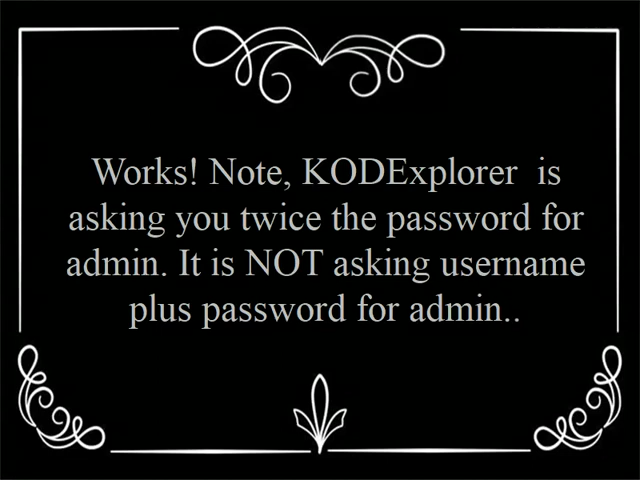 Works! Note, KODExplorer  is
asking you twice the password for
admin. It is NOT asking username
plus password for admin..